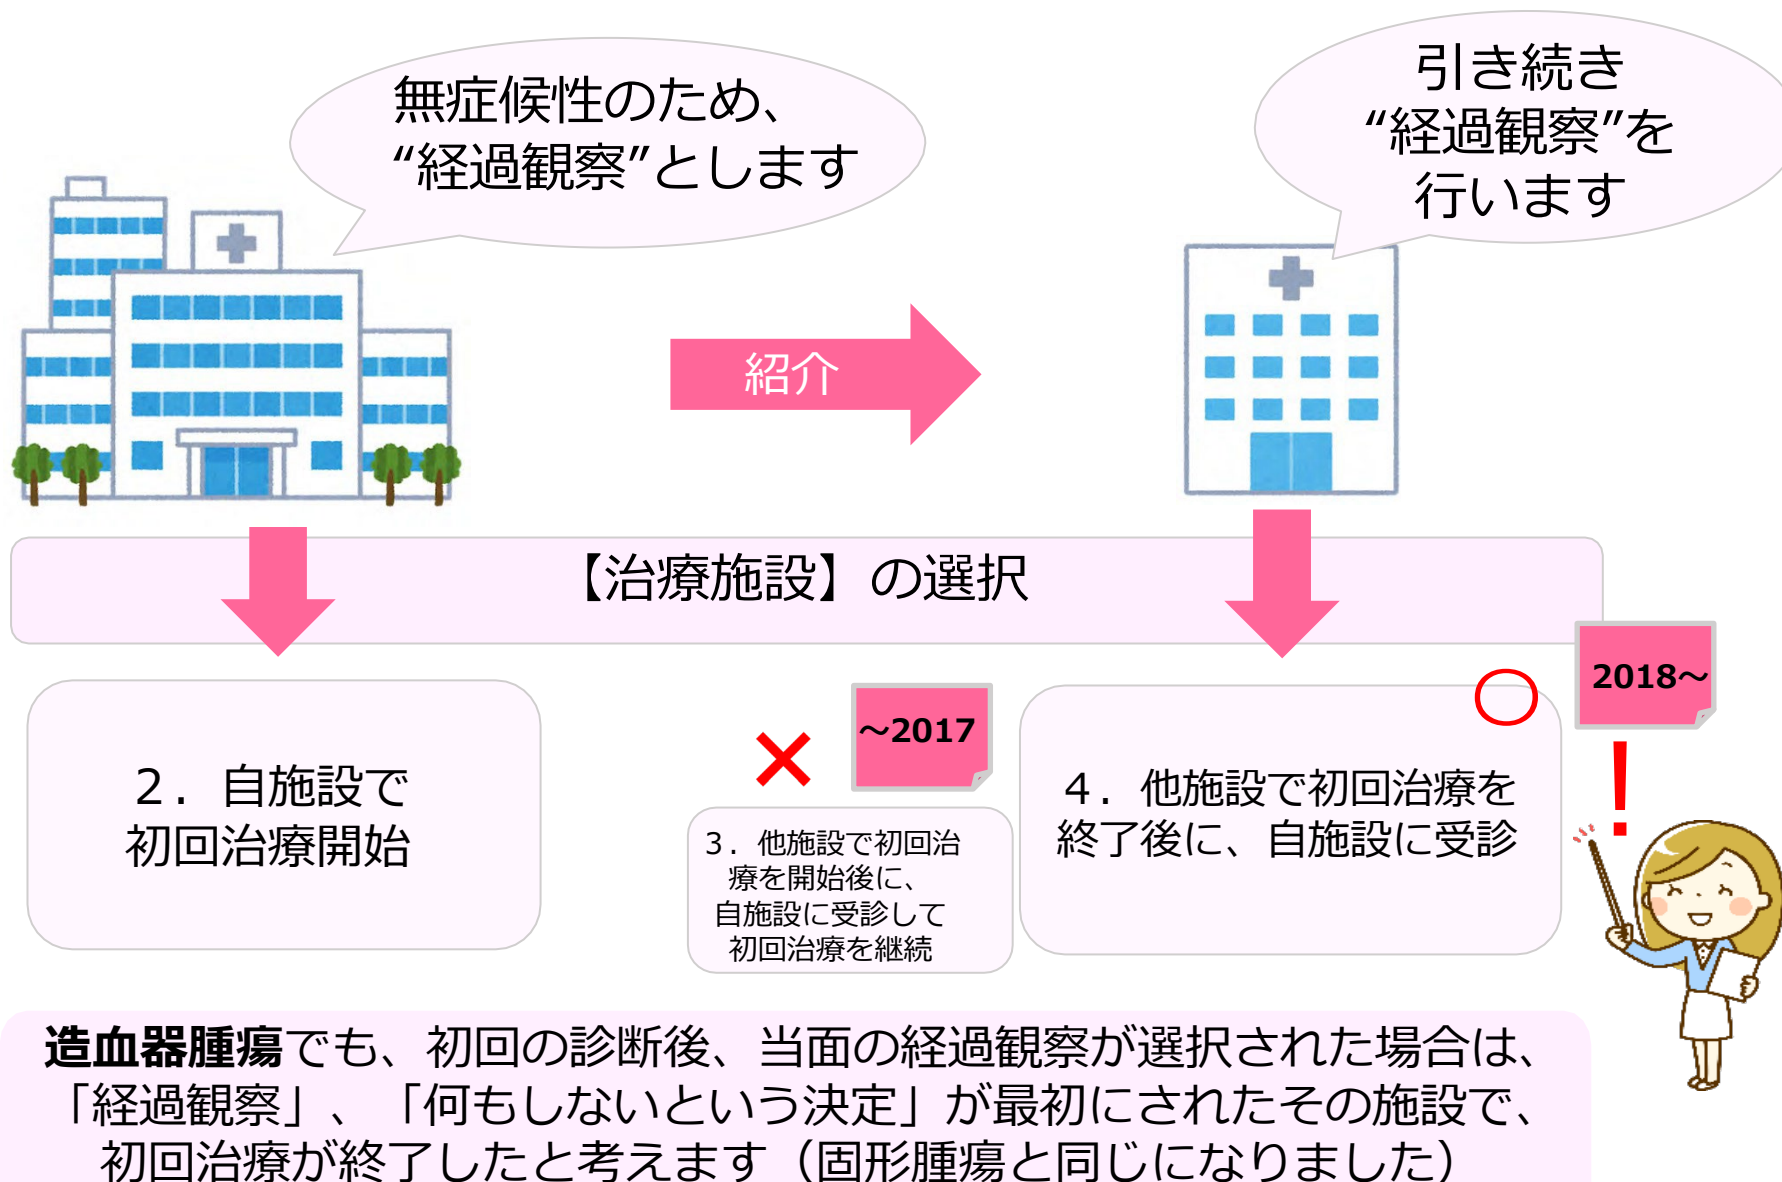 無症候性のため、
“経過観察”とします
引き続き
“経過観察”を
行います
紹介
【治療施設】の選択
2018～
～2017
×
○
２．自施設で
初回治療開始
３．他施設で初回治
療を開始後に、
自施設に受診して
初回治療を継続
４．他施設で初回治療を
終了後に、自施設に受診
！
造血器腫瘍でも、初回の診断後、当面の経過観察が選択された場合は、
「経過観察」、「何もしないという決定」が最初にされたその施設で、
初回治療が終了したと考えます（固形腫瘍と同じになりました）